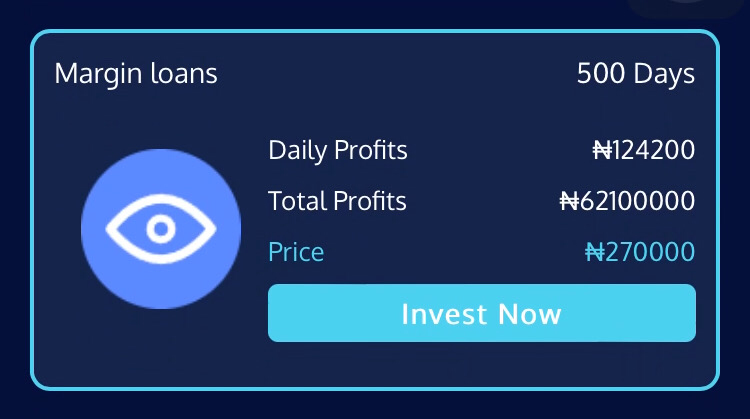 Margin loans 500 Days
Daily Profits ₦124200
Total Profits ₦62100000
Price ₦270000
Invest Now